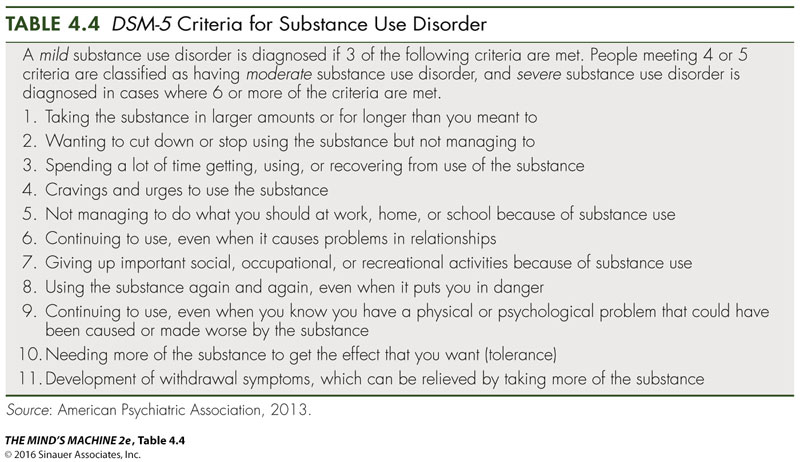 TABLE 4.4 DSM-5 Criteria for Substance Use Disorder
A mild substance use disorder is diagnosed if 3 of the following criteria are met. People meeting 4 or 5
criteria are classified as having moderate substance use disorder, and severe substance use disorder is
diagnosed in cases where 6 or more of the criteria are met.
1. Taking the substance in larger amounts or for longer than you meant to
2. Wanting to cut down or stop using the substance but not managing to
3. Spending a lot of time getting, using, or recovering from use of the substance
4. Cravings and urges to use the substance
5. Not managing to do what you should at work, home, or school because of substance use
6. Continuing to use, even when it causes problems in relationships
7. Giving up important social, occupational, or recreational activities because of substance use
8. Using the substance again and again, even when it puts you in danger
9. Continuing to use, even when you know you have a physical or psychological problem that could have
been caused or made worse by the substance
10. Needing more of the substance to get the effect that you want (tolerance)
11. Development of withdrawal symptoms, which can be relieved by taking more of the substance
Source: American Psychiatric Association, 2013.
THE MIND'S MACHINE 2e, Table 4.4
© 2016 Sinauer Associates, Inc.